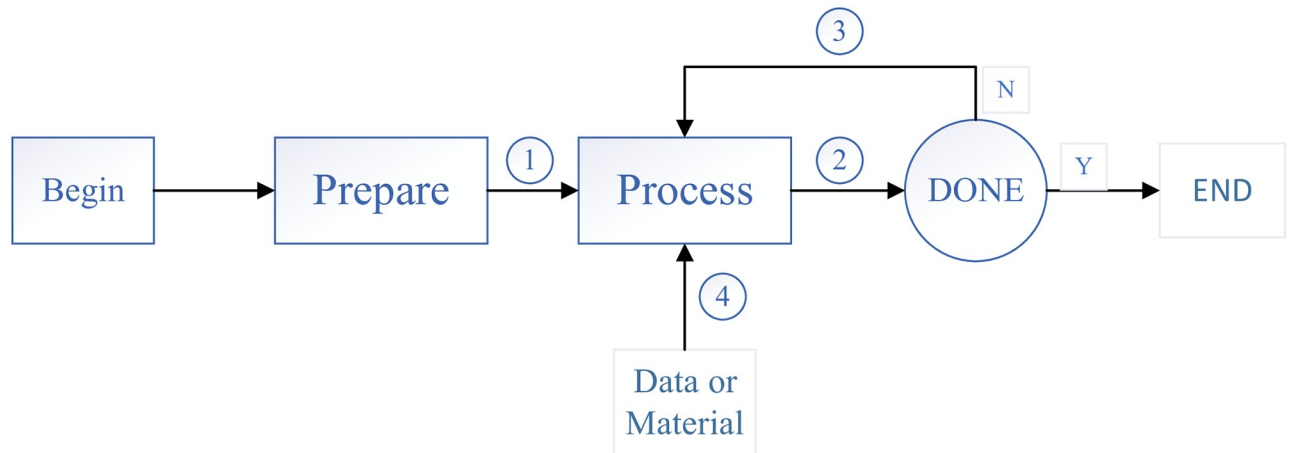 3
N
Begin
Prepare
1
Process
2
DONE
Y
END
4
Data or
Material